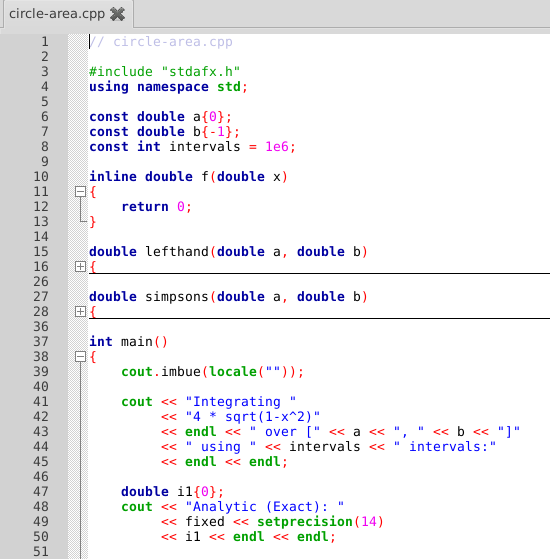 circle-area.cpp
1 // circle-area.cpp
2
3 #include "stdafx.h"
4 using namespace std;
5
6 const double a{0};
7 const double b{-1};
8 const int intervals = 1e6;
9
10 inline double f(double x)
11 {
12     return 0;
13 }
14
15 double lefthand(double a, double b)
16 {
26
27 double simpsons(double a, double b)
28 {
36
37 int main()
38 {
39     cout.imbue(locale(""));
40
41     cout << "Integrating "
42          << "4 * sqrt(1-x^2)"
43          << endl << " over [" << a << ", " << b << "]"
44          << " using " << intervals << " intervals:"
45          << endl << endl;
46
47     double i1{0};
48     cout << "Analytic (Exact): "
49          << fixed << setprecision(14)
50          << i1 << endl << endl;
51